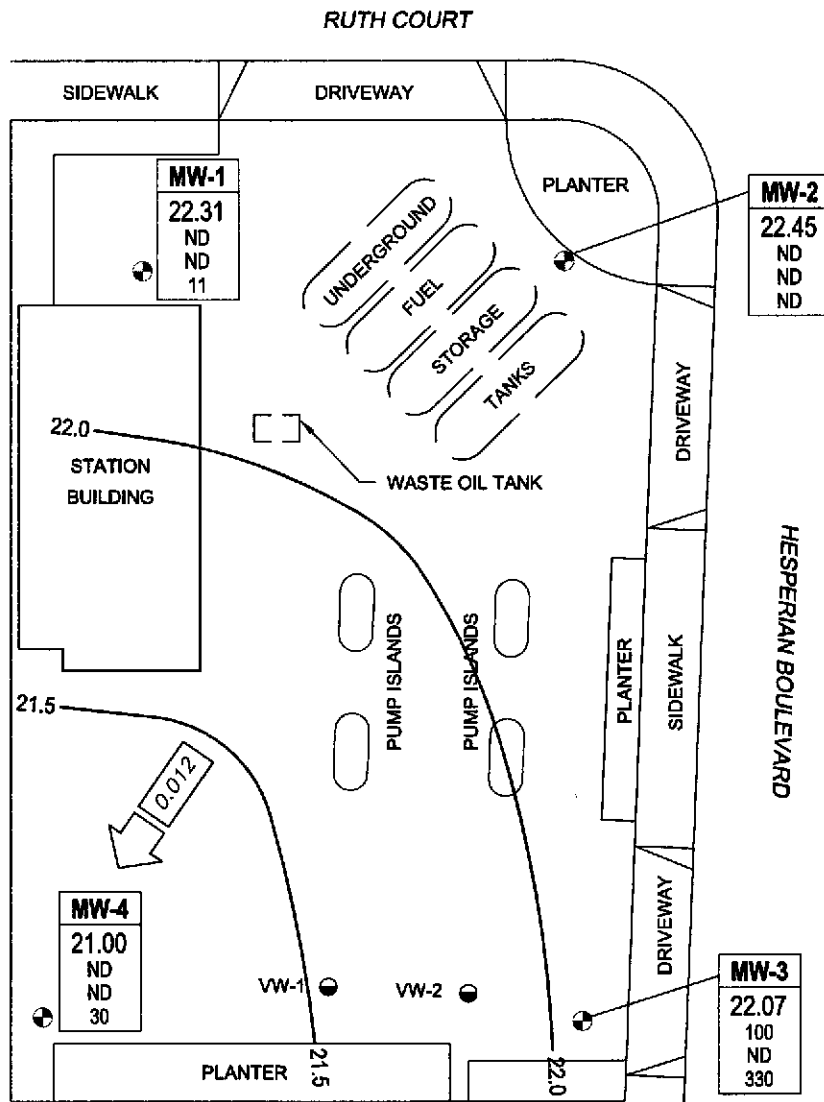 RUTH COURT
SIDEWALK
DRIVEWAY
MW-1
22.31
ND
ND
11
UNDERGROUND
FUEL
STORAGE
TANKS
PLANTER
MW-2
22.45
ND
ND
ND
DRIVEWAY
22.0
STATION
BUILDING
WASTE OIL TANK
HESPERIAN BOULEVARD
PUMP ISLANDS
PUMP ISLANDS
PLANTER
SIDEWALK
21.5
0.012
DRIVEWAY
MW-4
21.00
ND
ND
30
VW-1
VW-2
MW-3
22.07
100
ND
330
PLANTER
21.5
22.0